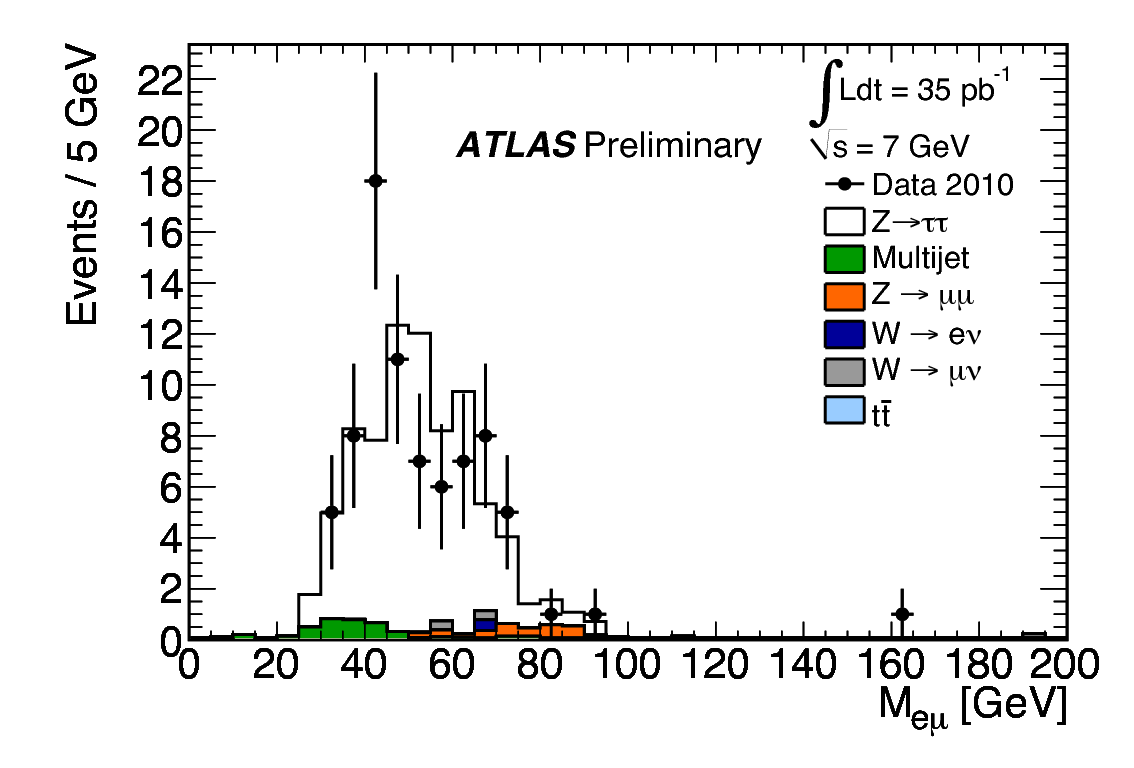 Events / 5 GeV
22
20
18
16
14
12
10
8
6
4
2
0
ATLAS Preliminary
∫Ldt = 35 pb⁻¹
√s = 7 GeV
Data 2010
Z→ττ
Multijet
Z → μμ
W → eν
W → μν
tt̄
0 20 40 60 80 100 120 140 160 180 200
M_eμ [GeV]